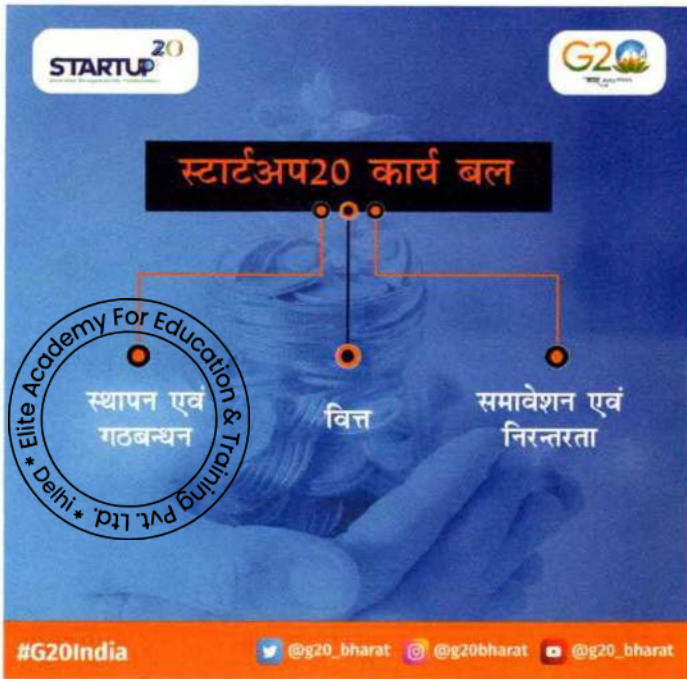 STARTUP20
G20
भारत
स्टार्टअप20 कार्य बल
स्थापन एवं
गठबन्धन
वित्त
समावेशन एवं
निरन्तरता
* Elite Academy For Education & Training Pvt. Ltd. * Delhi
#G20India
@g20_bharat
@g20bharat
@g20_bharat